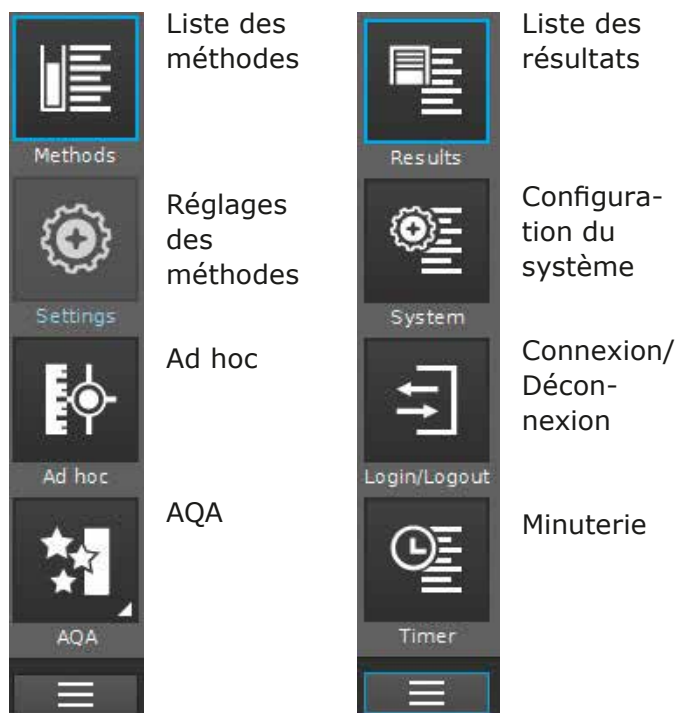 Liste des
méthodes
Methods
Réglages
des
méthodes
Settings
Ad hoc
Ad hoc
AQA
AQA
Liste des
résultats
Results
Configura-
tion du
système
System
Connexion/
Décon-
nexion
Login/Logout
Minuterie
Timer